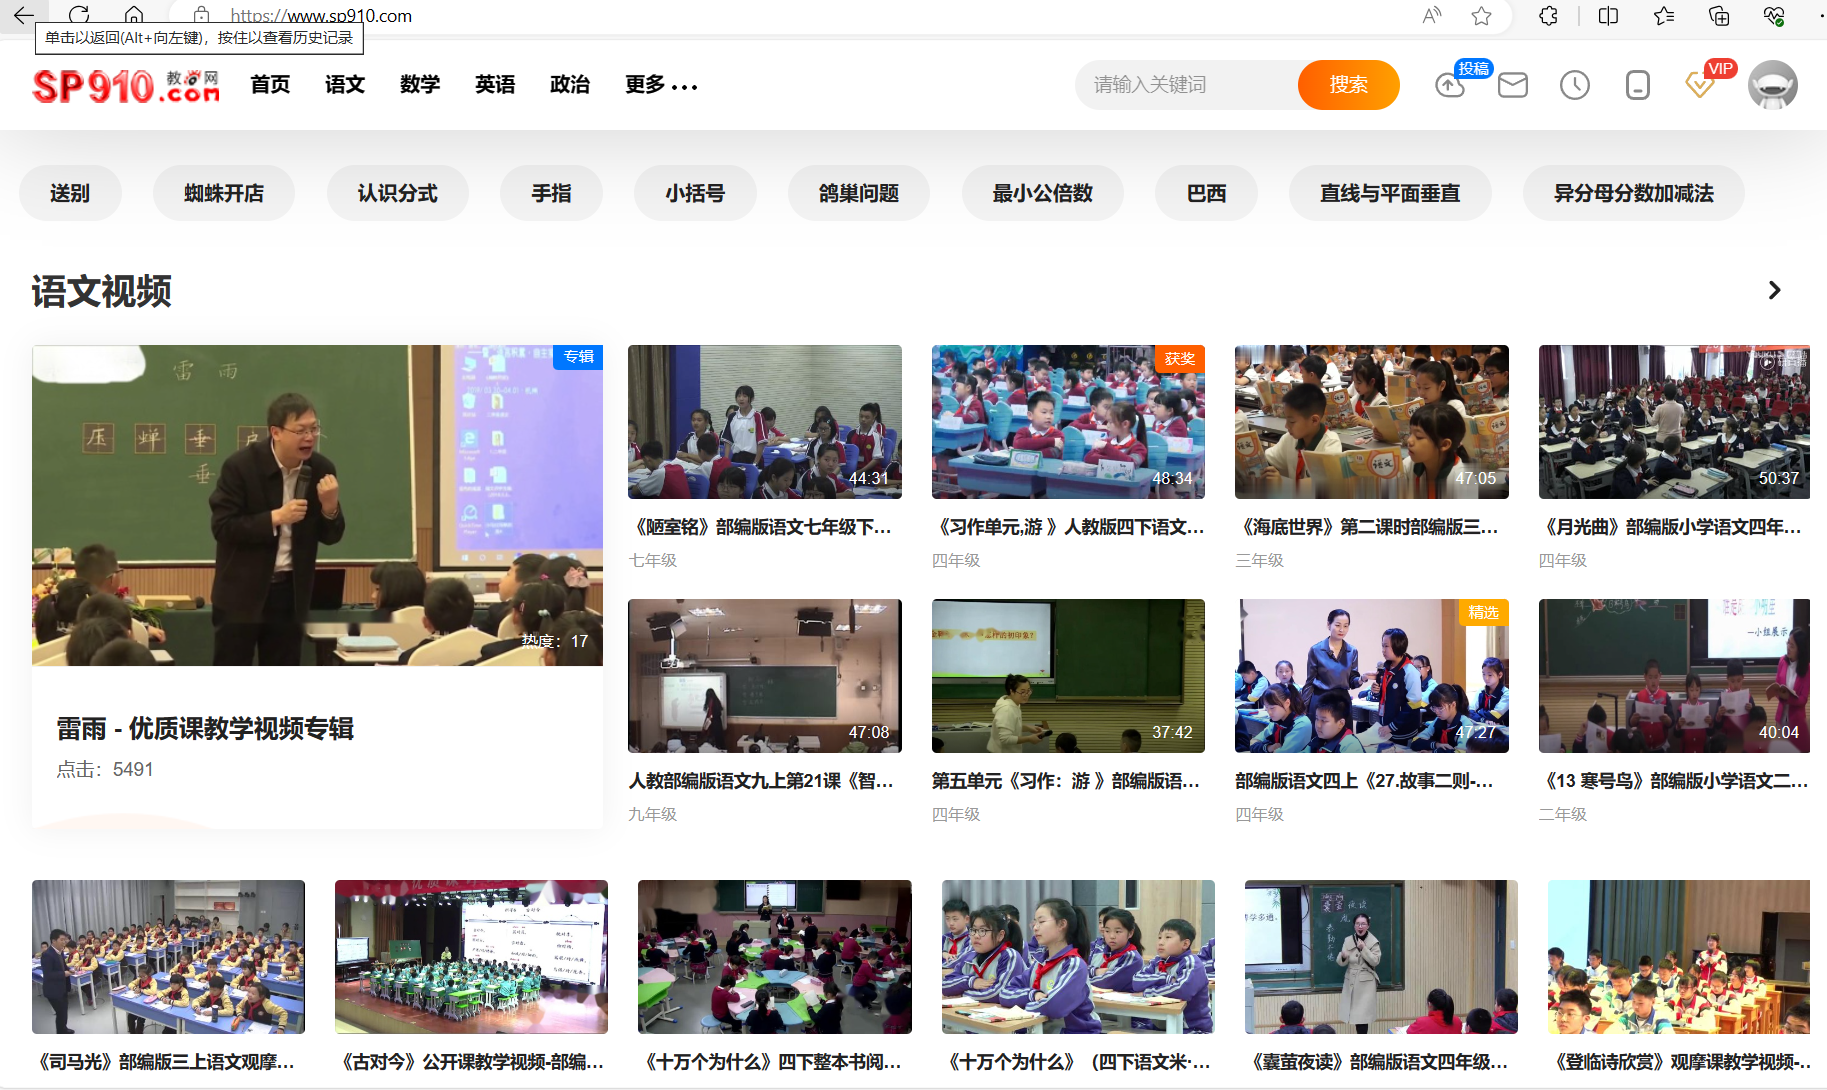 https://www.sp910.com
单击以返回(Alt+向左键)，按住以查看历史记录
SP910.com 教视网 首页 语文 数学 英语 政治 更多 ...
请输入关键词 搜索 投稿 VIP
送别 蜘蛛开店 认识分式 手指 小括号 鸽巢问题 最小公倍数 巴西 直线与平面垂直 异分母分数加减法
语文视频
专辑
雷雨
压 蝉 垂 户
垂
热度：17
雷雨 - 优质课教学视频专辑
点击：5491
44:31
《陋室铭》部编版语文七年级下...
七年级
获奖
48:34
《习作单元,游 》人教版四下语文...
四年级
语文
47:05
《海底世界》第二课时部编版三...
三年级
50:37
《月光曲》部编版小学语文四年...
四年级
47:08
人教部编版语文九上第21课《智...
九年级
37:42
第五单元《习作：游 》部编版语...
四年级
精选
47:27
部编版语文四上《27.故事二则-...
四年级
—小组展示
40:04
《13 寒号鸟》部编版小学语文二...
二年级
《司马光》部编版三上语文观摩...
《古对今》公开课教学视频-部编...
《十万个为什么》四下整本书阅...
《十万个为什么》（四下语文米·...
《囊萤夜读》部编版语文四年级...
《登临诗欣赏》观摩课教学视频-..